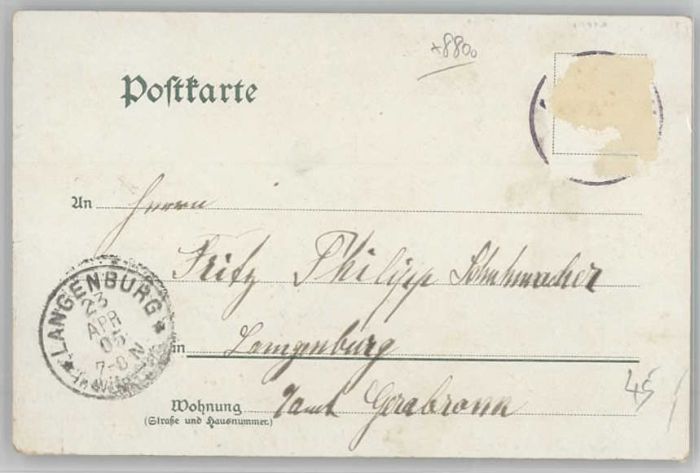 +8800
Postkarte
An Herrn
Fritz Philipp Schuhmacher
in Langenburg
Wohnung Oamt Gerabronn
(Straße und Hausnummer.)
45
LANGENBURG
23
APR
05
7-8 N